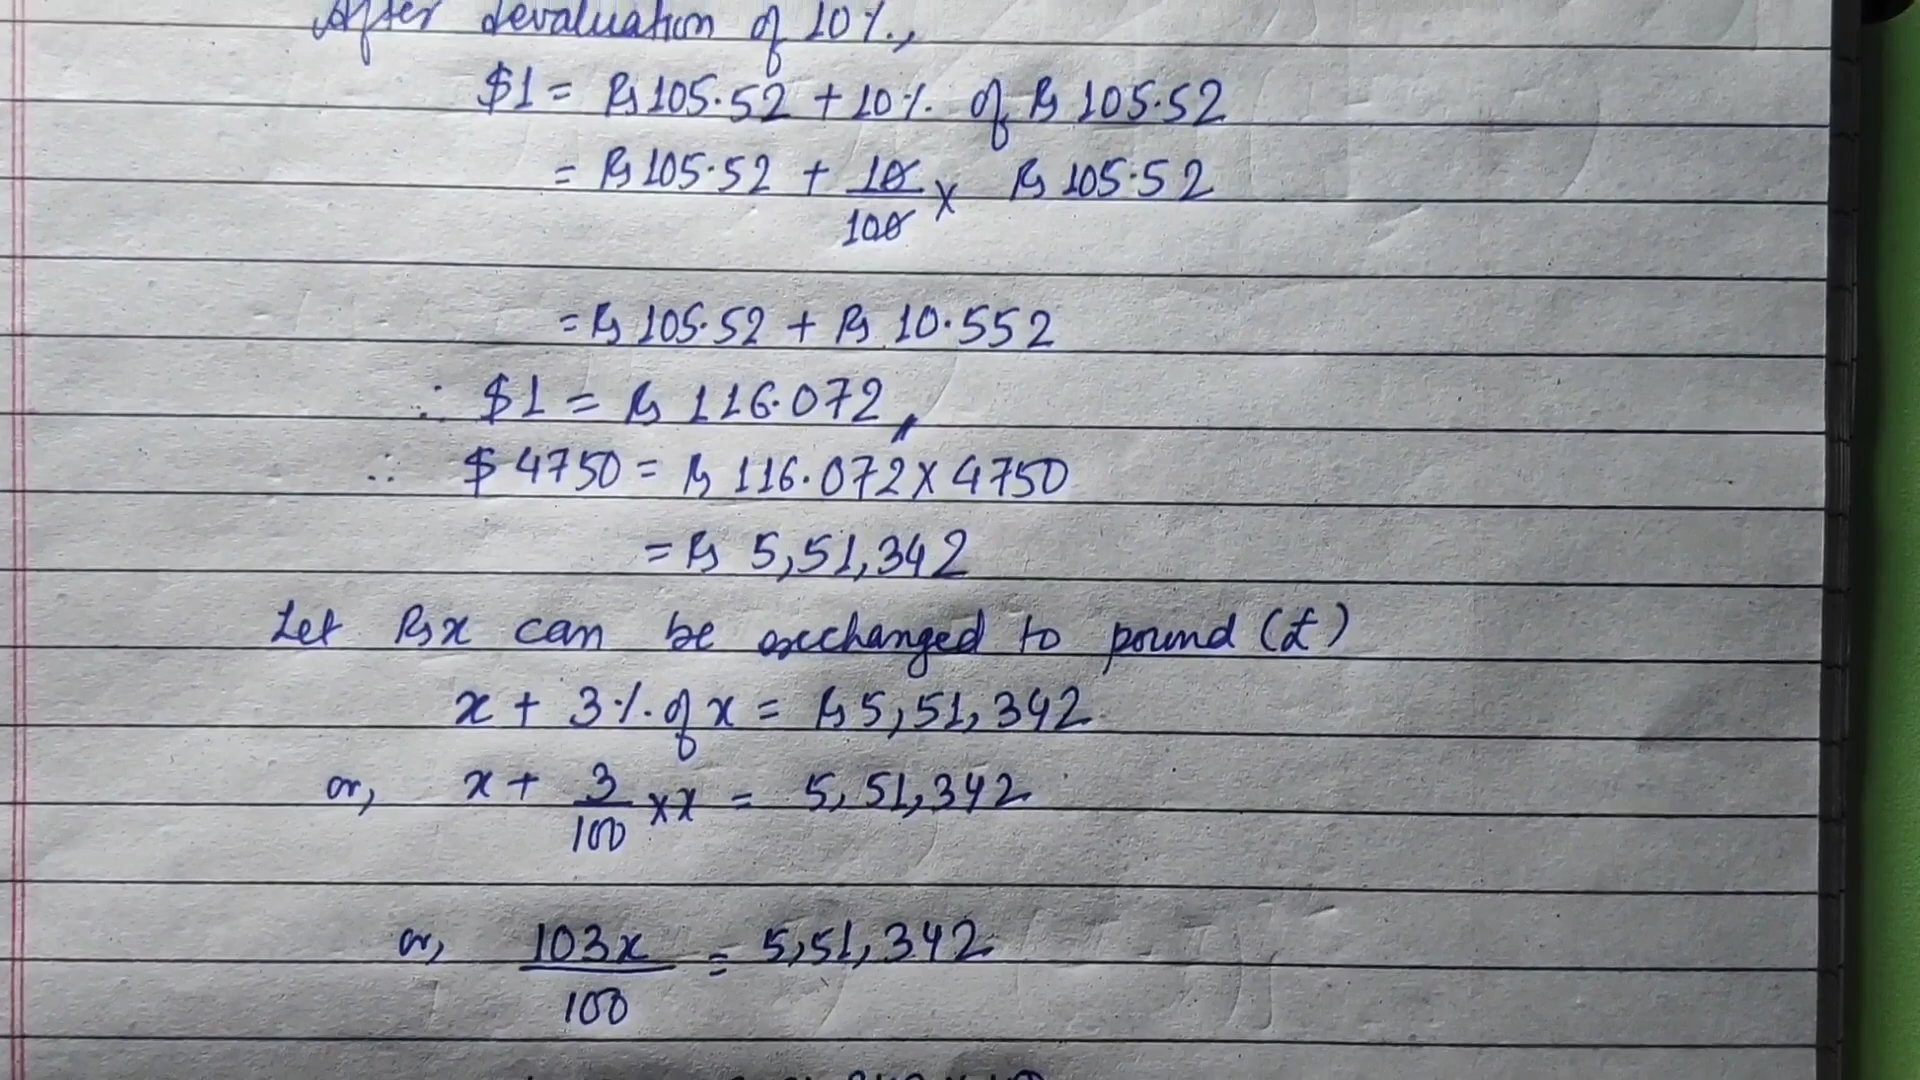 After devaluation of 10%.,
$1 = Rs 105.52 + 10% of Rs 105.52
= Rs 105.52 + 10/100 × Rs 105.52
= Rs 105.52 + Rs 10.552
∴ $1 = Rs 116.072
∴ $4750 = Rs 116.072 × 4750
= Rs 5,51,342
Let Rs x can be exchanged to pound (£)
x + 3% of x = Rs 5,51,342
or, x + 3/100 × x = 5,51,342
or, 103x/100 = 5,51,342